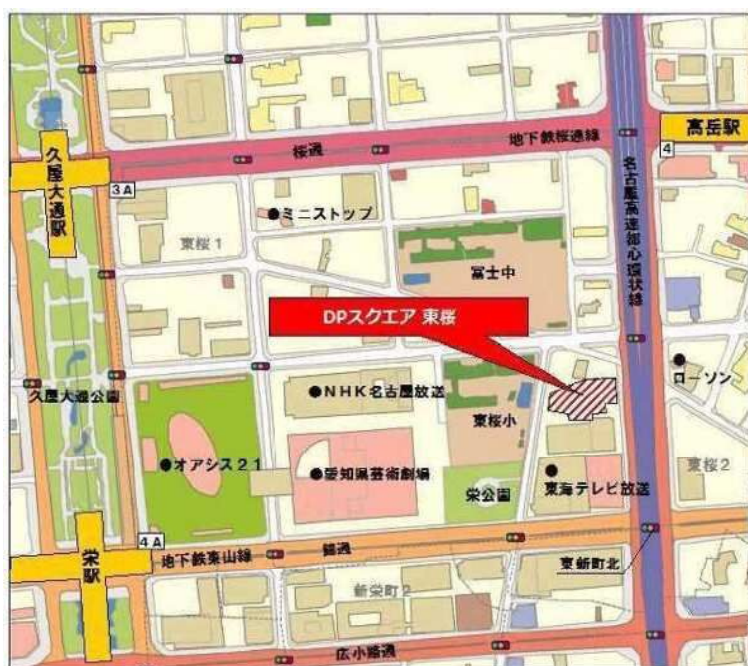 高岳駅
4
地下鉄桜通線
桜通
久屋大通駅
3A
ミニストップ
名古屋高速都心環状線
東桜1
冨士中
DPスクエア 東桜
ローソン
久屋大通公園
NHK名古屋放送
東桜小
オアシス21
愛知県芸術劇場
栄公園
東海テレビ放送
東桜2
4A
栄駅
地下鉄東山線
錦通
東新町北
新栄町2
広小路通